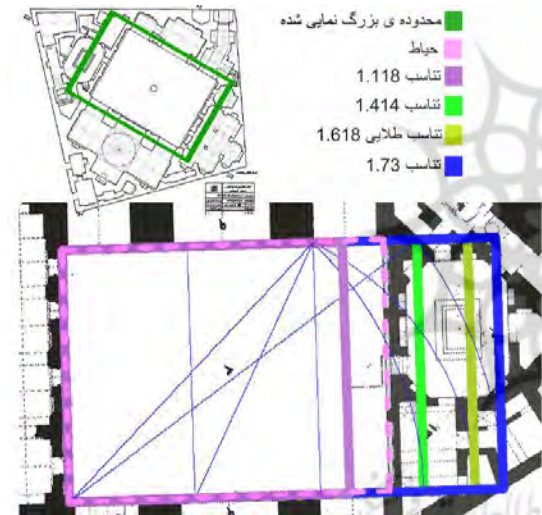 محدوده ی بزرگ نمایی شده
حیاط
تناسب 1.118
تناسب 1.414
تناسب طلایی 1.618
تناسب 1.73